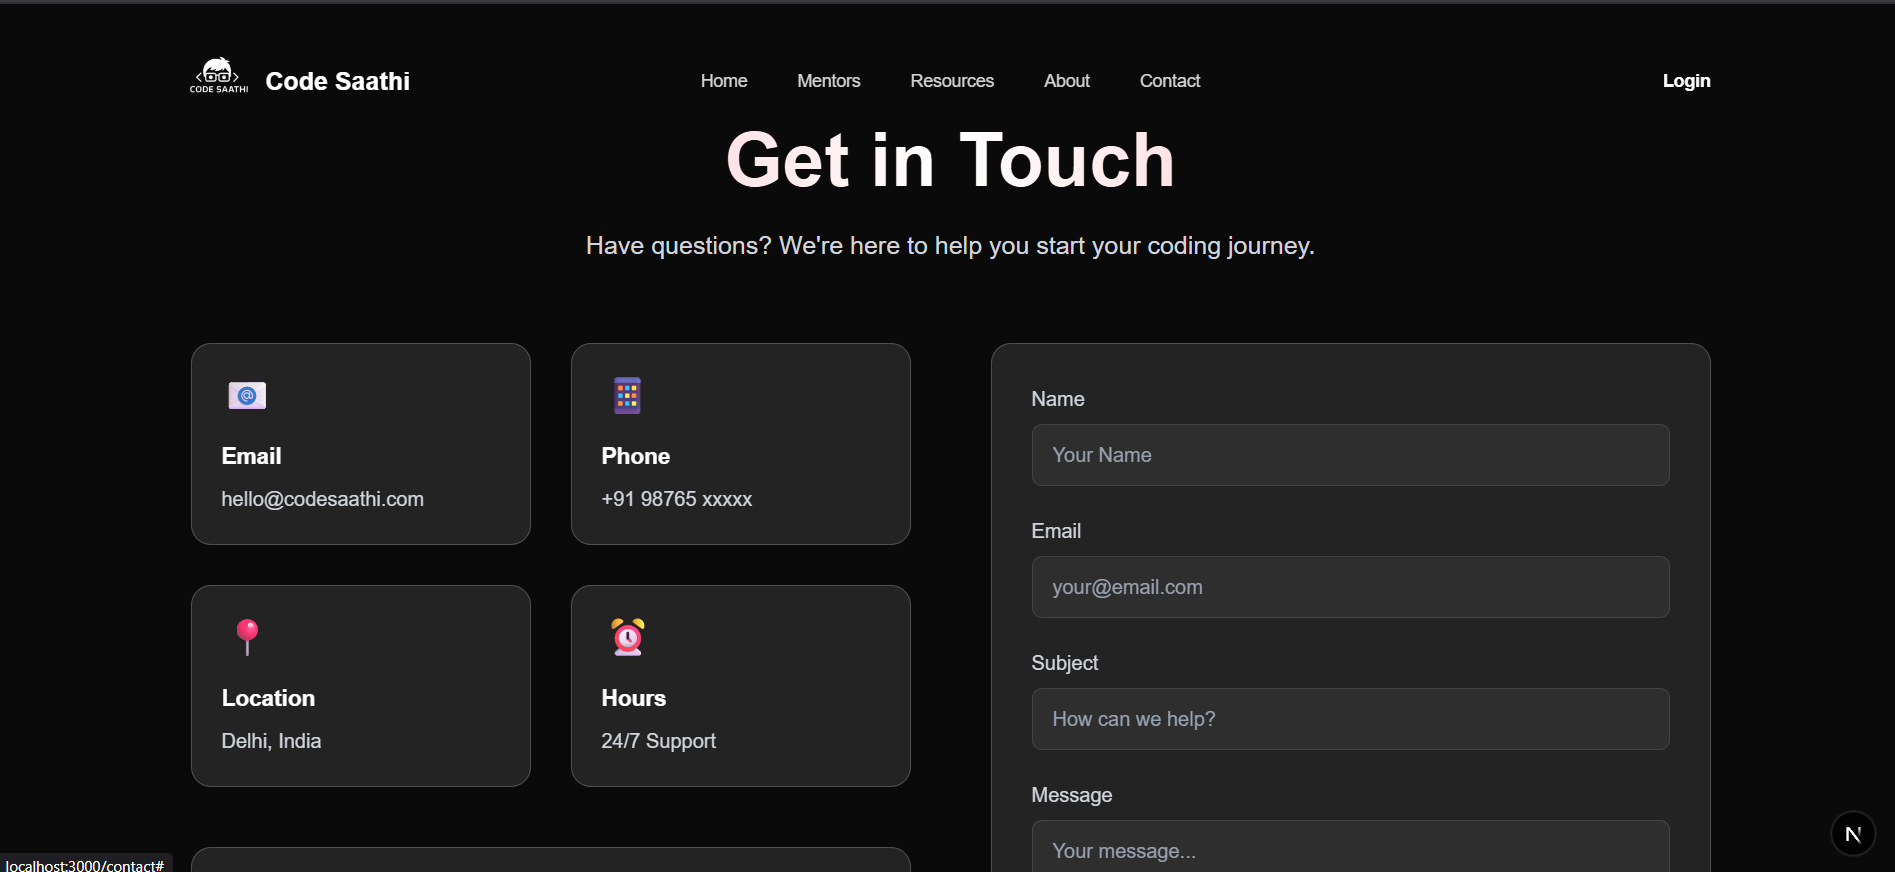 CODE SAATHI
Code Saathi
Home Mentors Resources About Contact
Login
Get in Touch
Have questions? We're here to help you start your coding journey.
Email
hello@codesaathi.com
Phone
+91 98765 xxxxx
Location
Delhi, India
Hours
24/7 Support
Name
Your Name
Email
your@email.com
Subject
How can we help?
Message
Your message...
N
localhost:3000/contact#